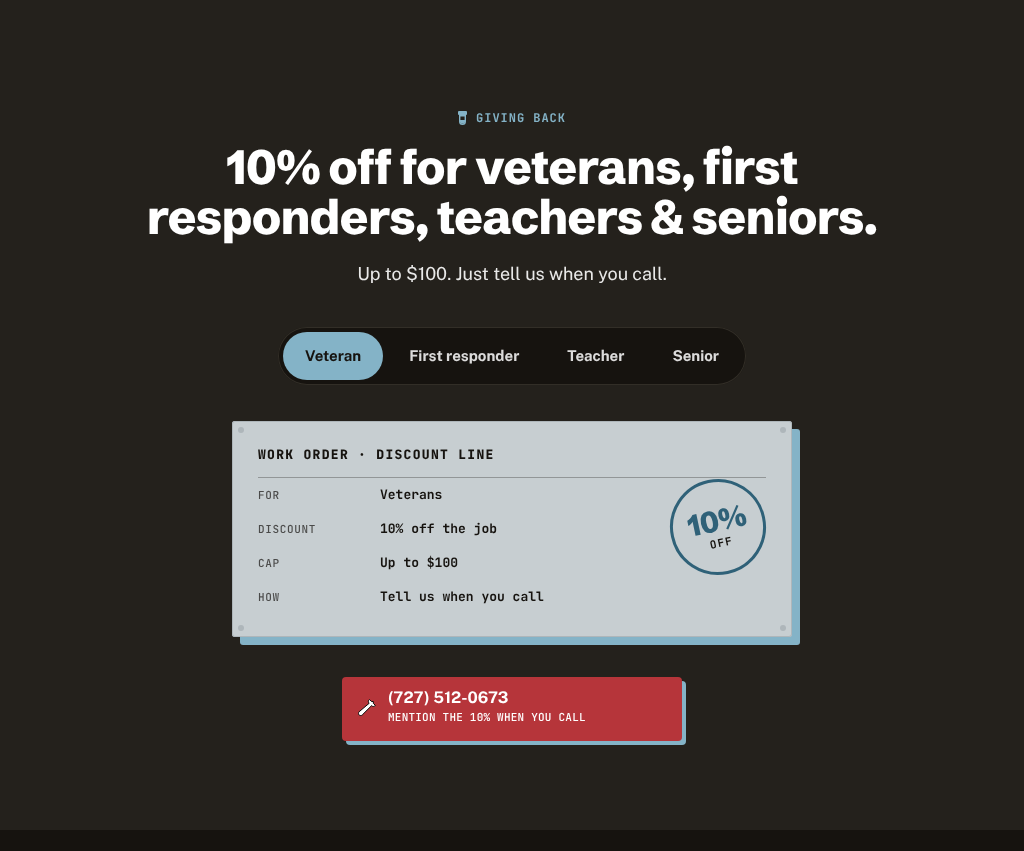 GIVING BACK
10% off for veterans, first
responders, teachers & seniors.
Up to $100. Just tell us when you call.
Veteran First responder Teacher Senior
WORK ORDER · DISCOUNT LINE
FOR Veterans
DISCOUNT 10% off the job
CAP Up to $100
HOW Tell us when you call
10%
OFF
(727) 512-0673
MENTION THE 10% WHEN YOU CALL